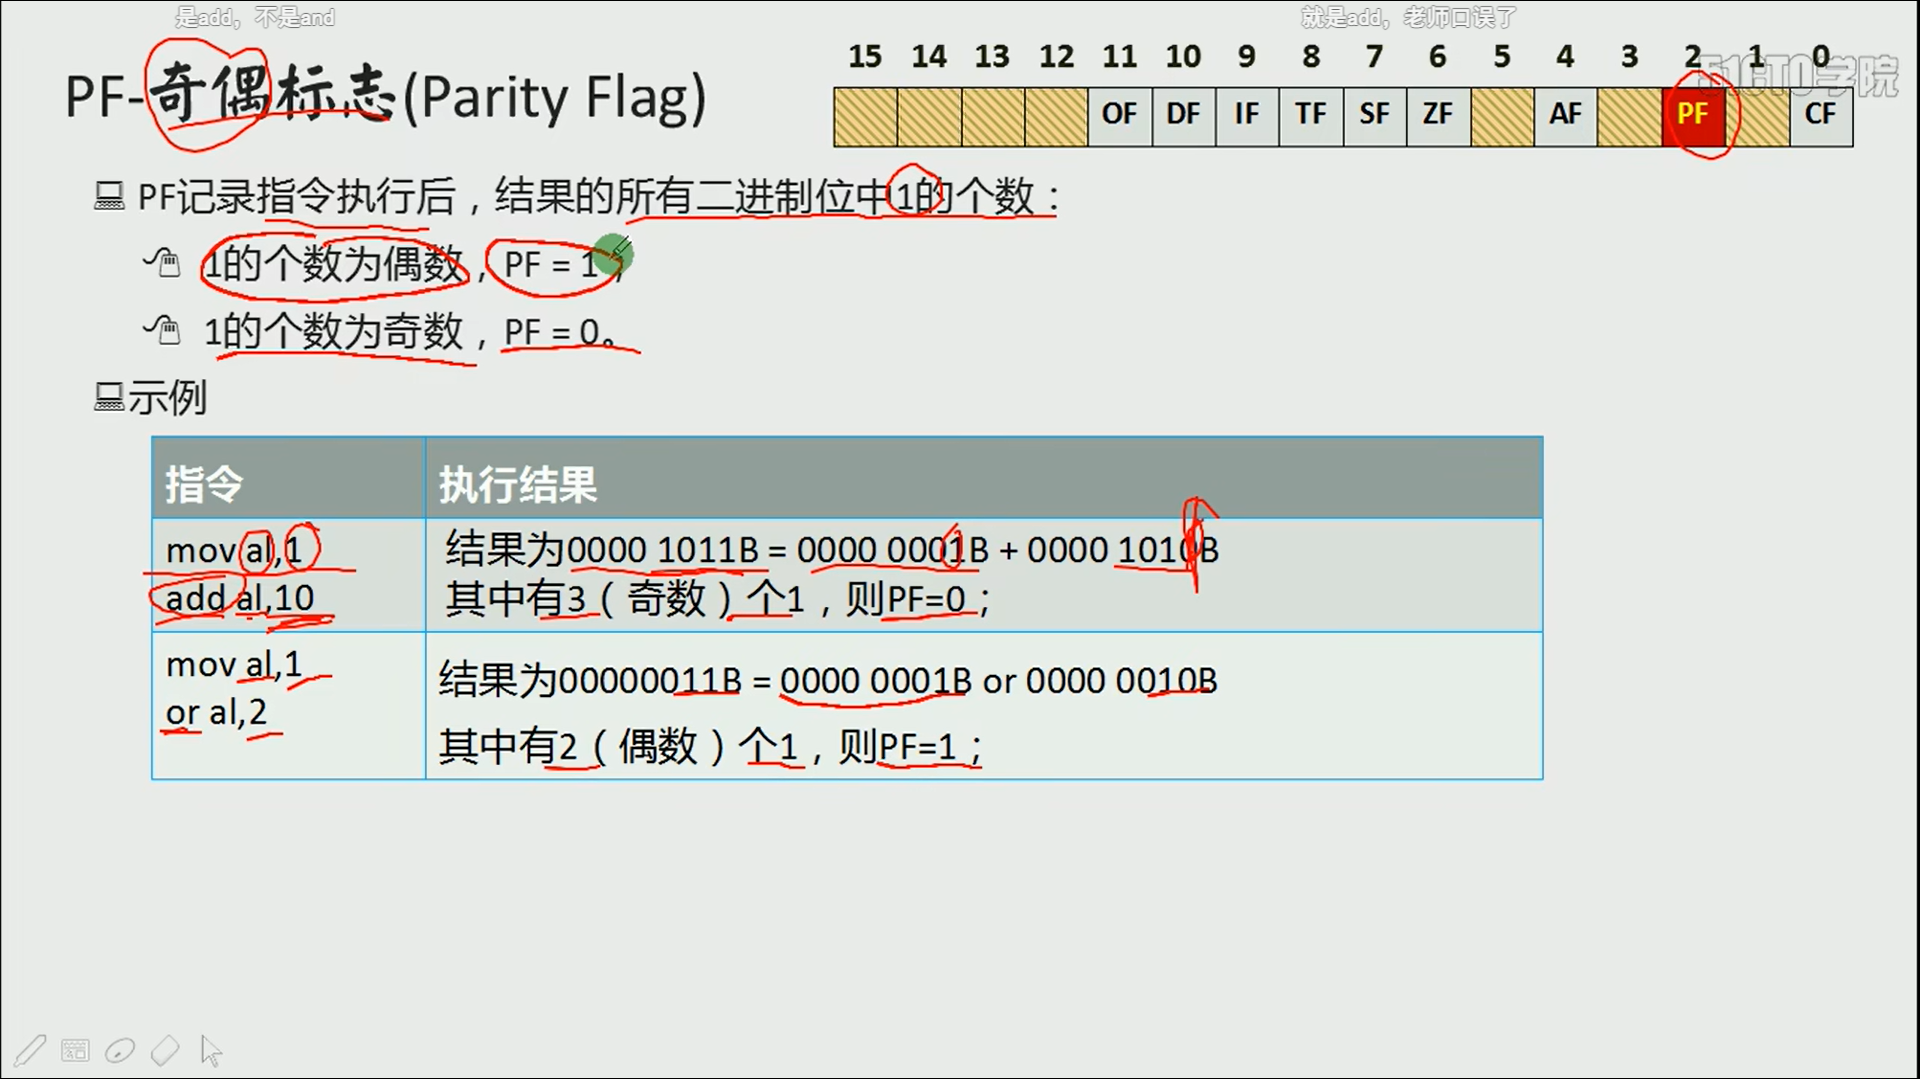 是add，不是and
就是add，老师口误了
PF-奇偶标志(Parity Flag)
15 14 13 12 11 10 9 8 7 6 5 4 3 2 1 0
OF DF IF TF SF ZF AF PF CF
51CTO学院
PF记录指令执行后，结果的所有二进制位中1的个数：
1的个数为偶数，PF = 1；
1的个数为奇数，PF = 0。
示例
指令 执行结果
mov al,1 结果为0000 1011B = 0000 0001B + 0000 1010B
add al,10 其中有3（奇数）个1，则PF=0；
mov al,1 结果为00000011B = 0000 0001B or 0000 0010B
or al,2 其中有2（偶数）个1，则PF=1；